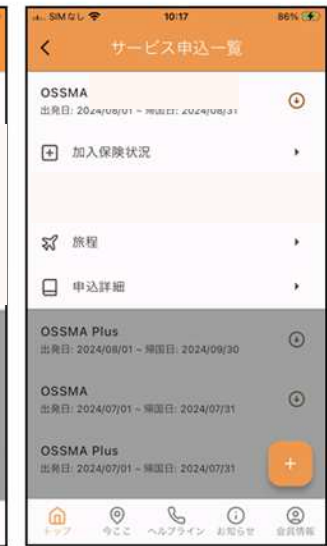 SIMなし 10:17 86%
サービス申込一覧
OSSMA
出発日: 2024/08/01 ~ 帰国日: 2024/08/31
加入保険状況
旅程
申込詳細
OSSMA Plus
出発日: 2024/08/01 ~ 帰国日: 2024/09/30
OSSMA
出発日: 2024/07/01 ~ 帰国日: 2024/07/31
OSSMA Plus
出発日: 2024/07/01 ~ 帰国日: 2024/07/31
+
トップ 今ここ ヘルプライン お知らせ 会員情報